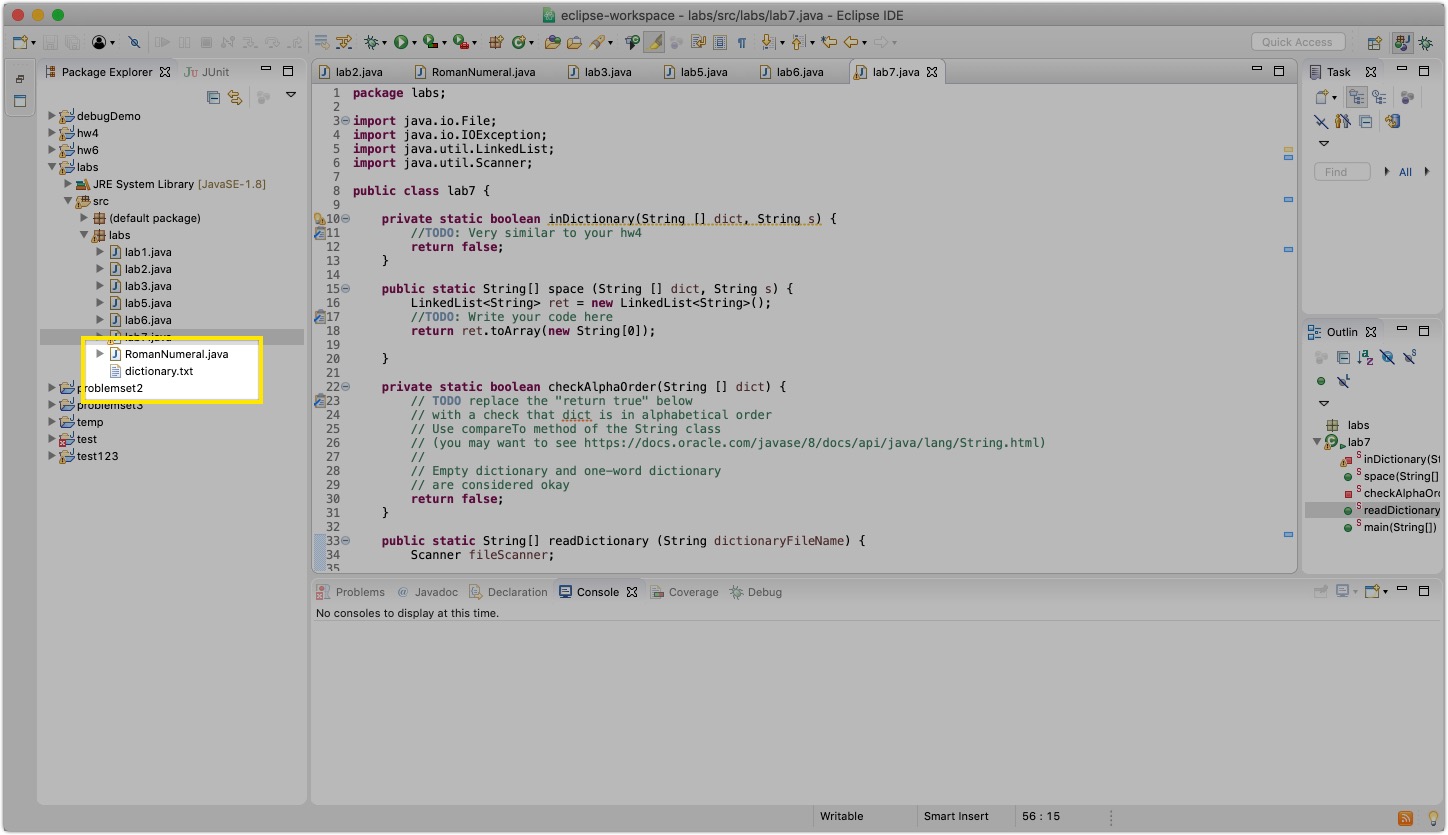 eclipse-workspace - labs/src/labs/lab7.java - Eclipse IDE
Quick Access
Package Explorer
JUnit
debugDemo
hw4
hw6
labs
JRE System Library [JavaSE-1.8]
src
(default package)
labs
lab1.java
lab2.java
lab3.java
lab5.java
lab6.java
lab7.java
RomanNumeral.java
dictionary.txt
problemset2
problemset3
temp
test
test123
lab2.java
RomanNumeral.java
lab3.java
lab5.java
lab6.java
lab7.java
1 package labs;
2
3 import java.io.File;
4 import java.io.IOException;
5 import java.util.LinkedList;
6 import java.util.Scanner;
7
8 public class lab7 {
9
10 private static boolean inDictionary(String [] dict, String s) {
11 //TODO: Very similar to your hw4
12 return false;
13 }
14
15 public static String[] space (String [] dict, String s) {
16 LinkedList<String> ret = new LinkedList<String>();
17 //TODO: Write your code here
18 return ret.toArray(new String[0]);
19
20 }
21
22 private static boolean checkAlphaOrder(String [] dict) {
23 // TODO replace the "return true" below
24 // with a check that dict is in alphabetical order
25 // Use compareTo method of the String class
26 // (you may want to see https://docs.oracle.com/javase/8/docs/api/java/lang/String.html)
27 //
28 // Empty dictionary and one-word dictionary
29 // are considered okay
30 return false;
31 }
32
33 public static String[] readDictionary (String dictionaryFileName) {
34 Scanner fileScanner;
35
Task
Find
All
Outlin
labs
lab7
inDictionary(St
space(String[]
checkAlphaOrd
readDictionary
main(String[])
Problems
Javadoc
Declaration
Console
Coverage
Debug
No consoles to display at this time.
Writable
Smart Insert
56 : 15